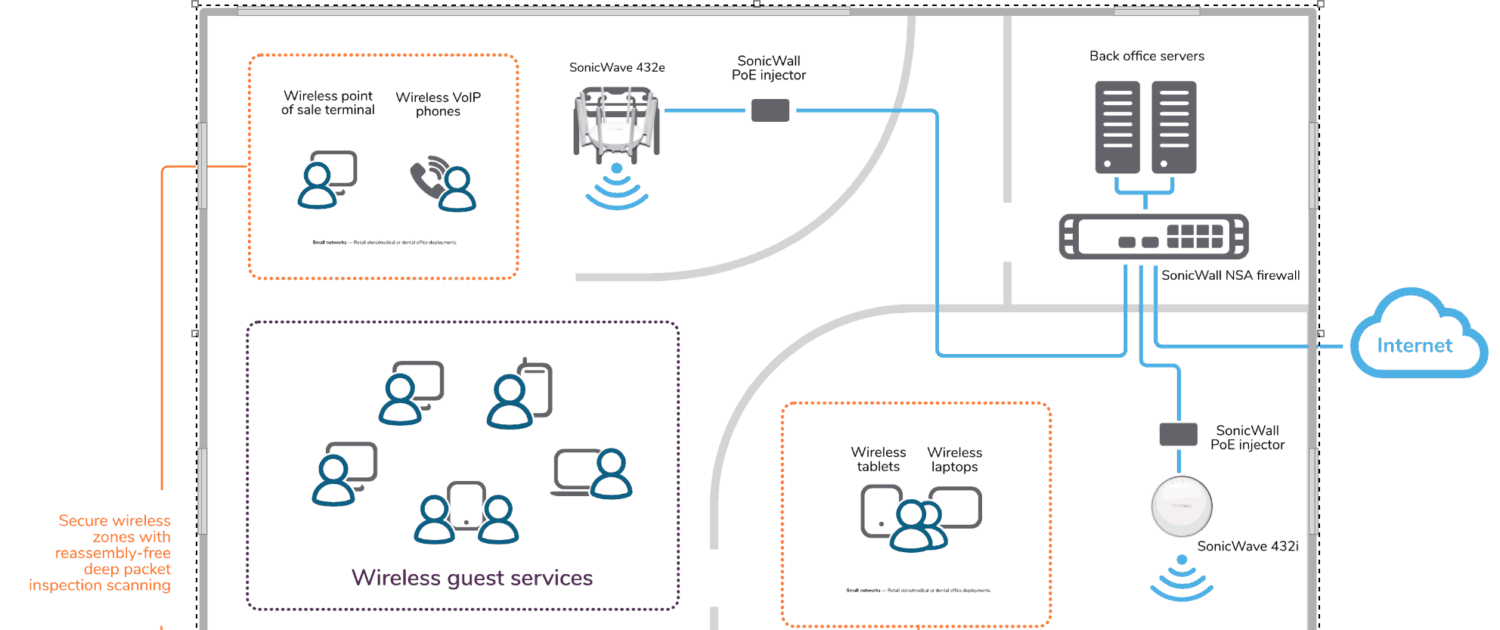 Wireless point
of sale terminal
Wireless VoIP
phones
Small networks — Retail store/medical or dental office deployments
SonicWave 432e
SonicWall
PoE injector
Back office servers
SonicWall NSA firewall
Internet
Wireless guest services
Wireless
tablets
Wireless
laptops
Small networks — Retail store/medical or dental office deployments
SonicWall
PoE injector
SonicWave 432i
Secure wireless
zones with
reassembly-free
deep packet
inspection scanning